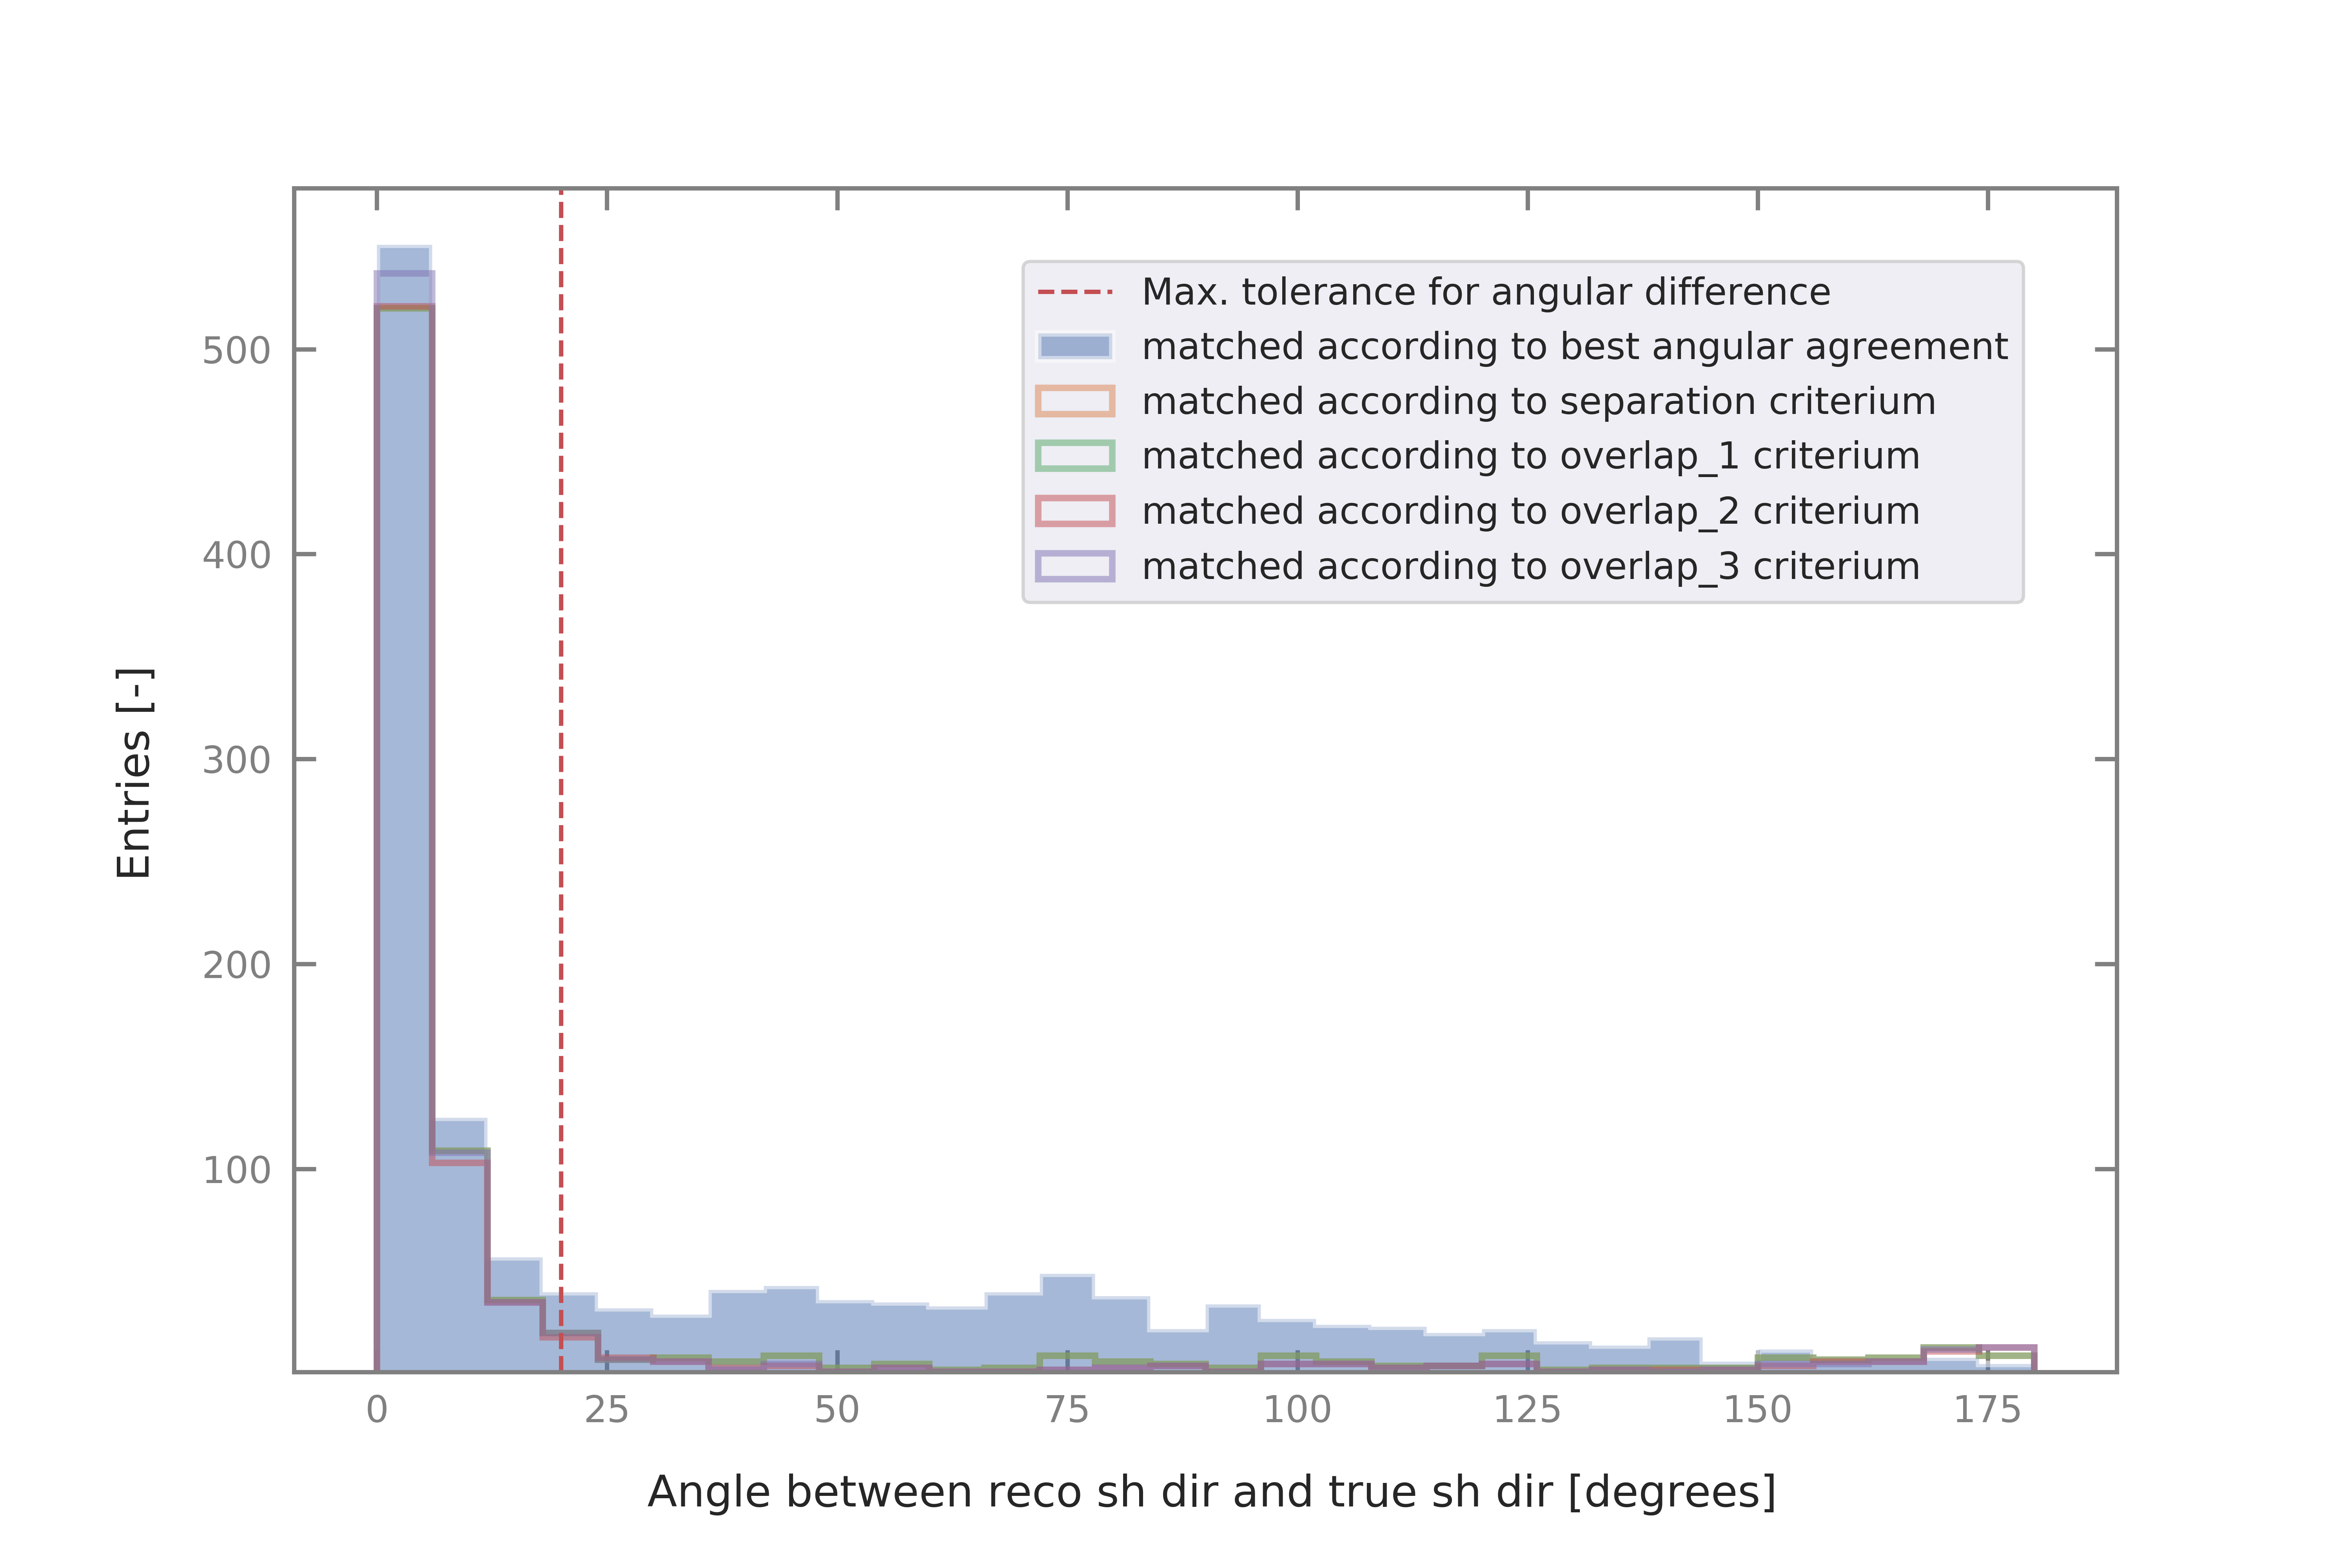 Max. tolerance for angular difference
matched according to best angular agreement
matched according to separation criterium
matched according to overlap_1 criterium
matched according to overlap_2 criterium
matched according to overlap_3 criterium
500
400
300
200
100
Entries [-]
0 25 50 75 100 125 150 175
Angle between reco sh dir and true sh dir [degrees]